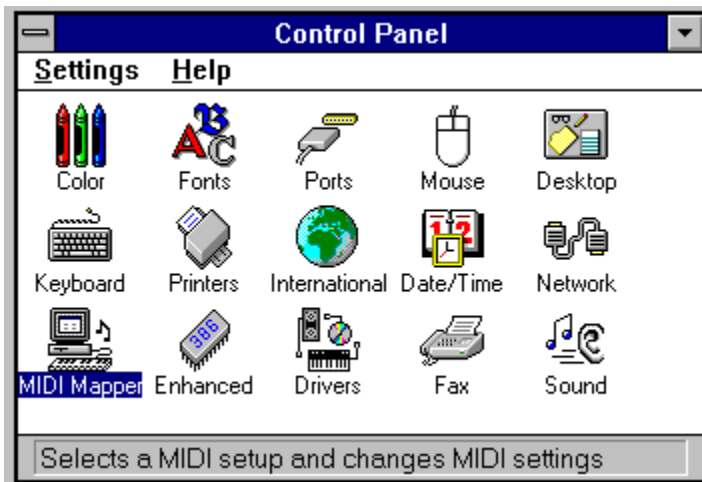 Control Panel
Settings Help
Color Fonts Ports Mouse Desktop
Keyboard Printers International Date/Time Network
MIDI Mapper Enhanced Drivers Fax Sound
Selects a MIDI setup and changes MIDI settings